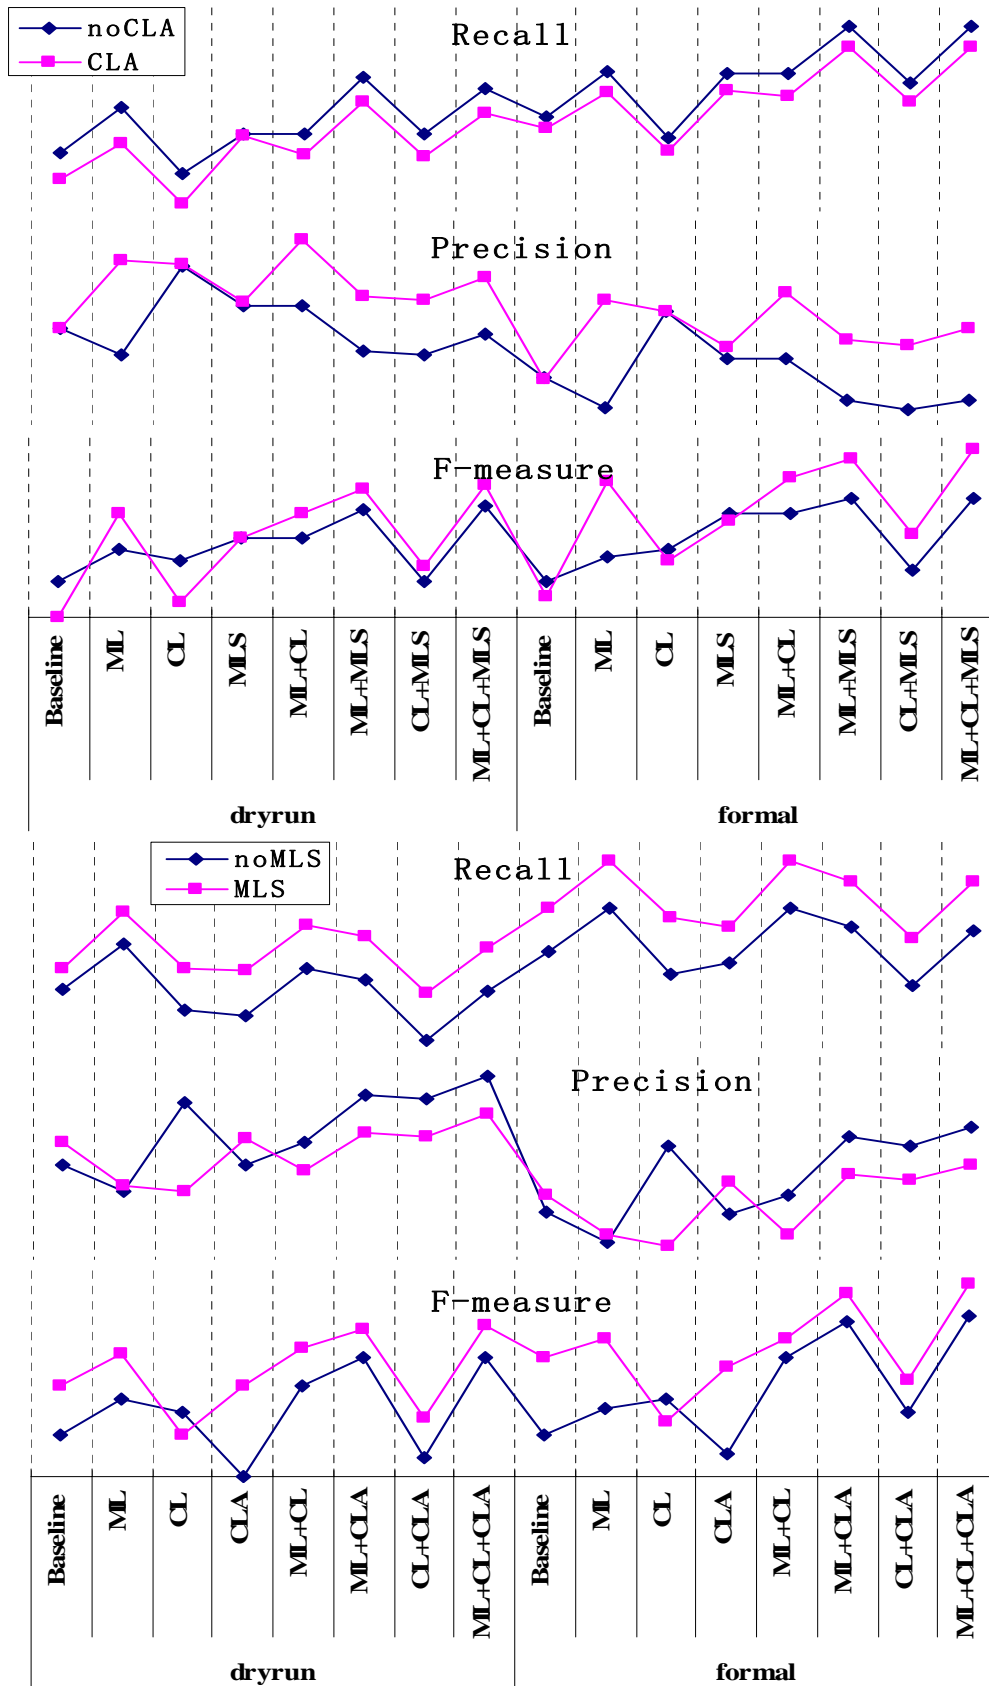 noCLA
CLA
Recall
Precision
F-measure
Baseline
ML
CL
MLS
ML+CL
ML+MLS
CL+MLS
ML+CL+MLS
Baseline
ML
CL
MLS
ML+CL
ML+MLS
CL+MLS
ML+CL+MLS
dryrun
formal
noMLS
MLS
Recall
Precision
F-measure
Baseline
ML
CL
CLA
ML+CL
ML+CLA
CL+CLA
ML+CL+CLA
Baseline
ML
CL
CLA
ML+CL
ML+CLA
CL+CLA
ML+CL+CLA
dryrun
formal